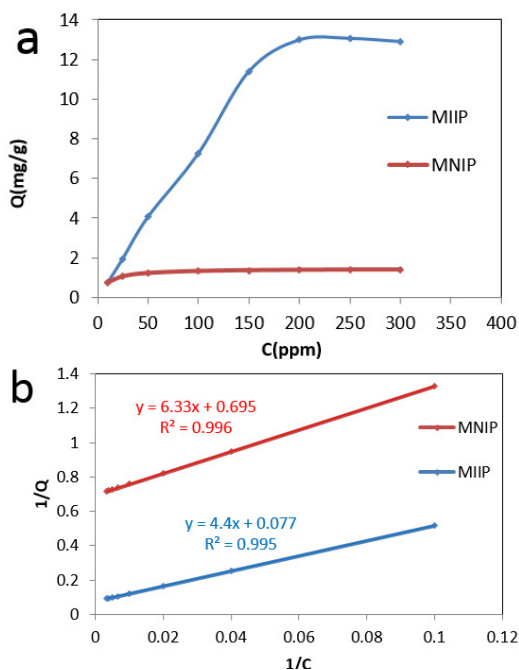 a
14
12
10
8
6
4
2
0
Q(mg/g)
MIIP
MNIP
0 50 100 150 200 250 300 350 400
C(ppm)
b
1.4
1.2
1
0.8
0.6
0.4
0.2
0
1/Q
y = 6.33x + 0.695
R² = 0.996
MNIP
MIIP
y = 4.4x + 0.077
R² = 0.995
0 0.02 0.04 0.06 0.08 0.1 0.12
1/C